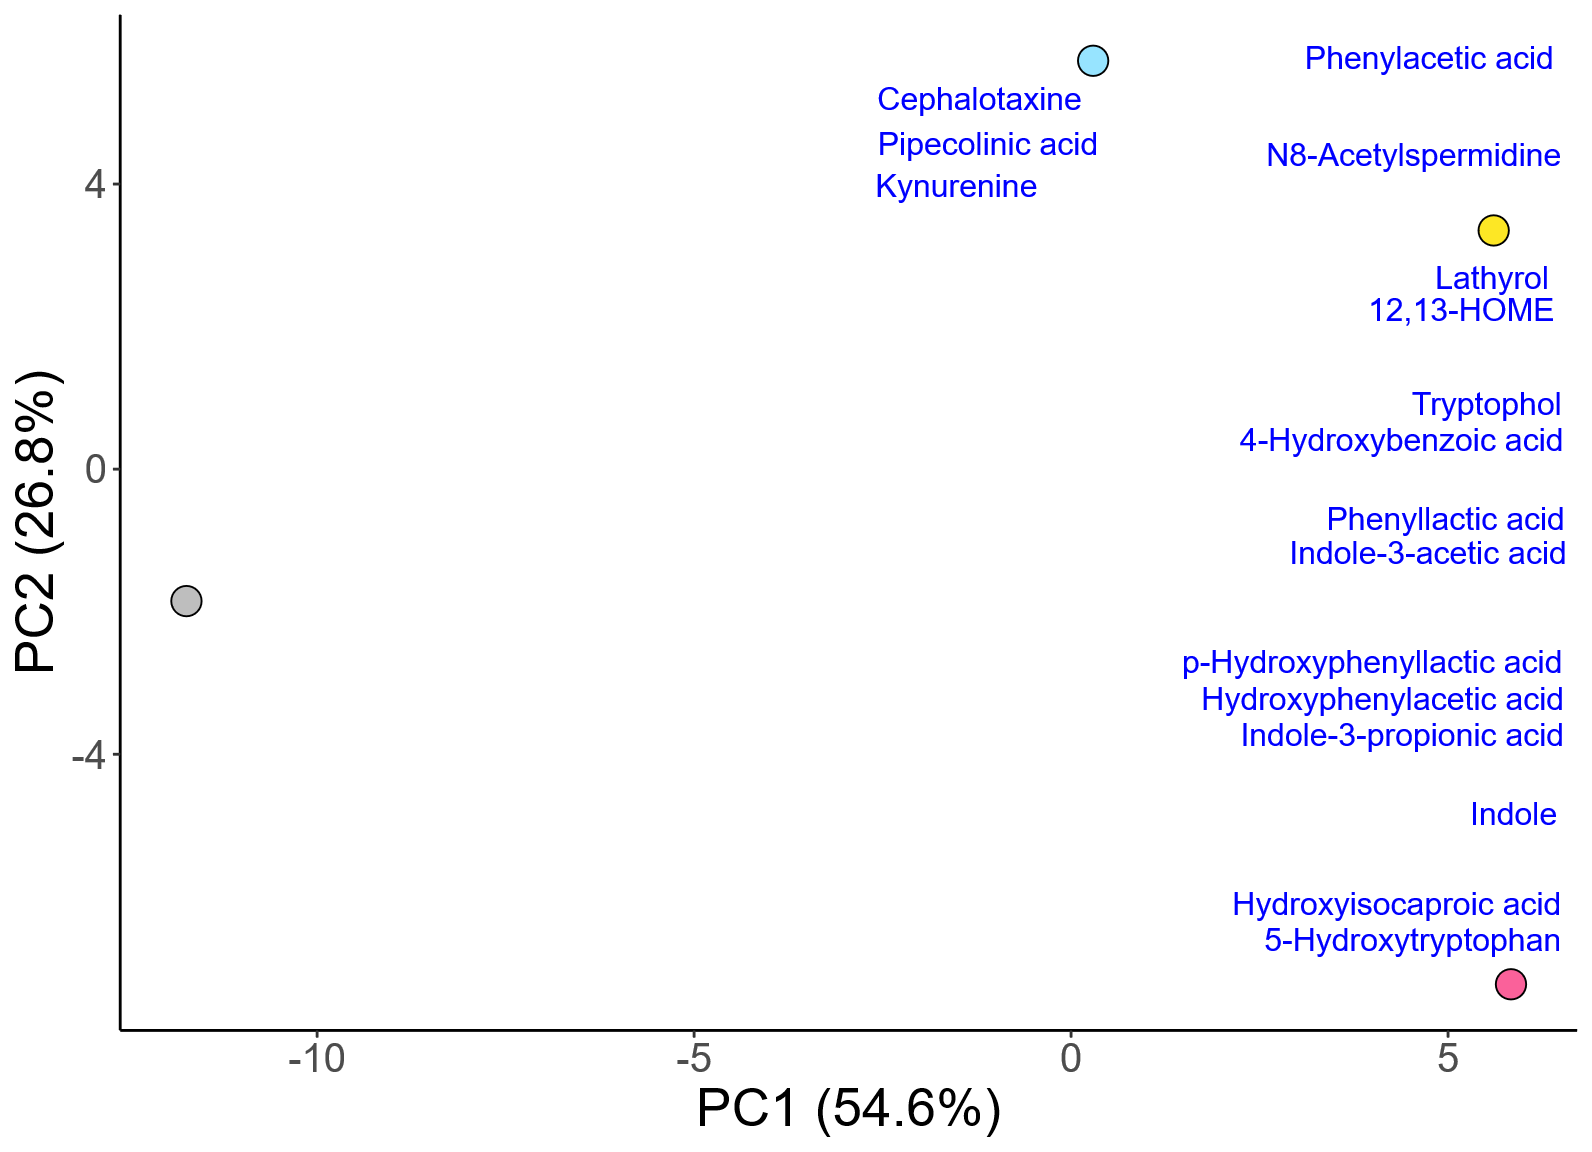 Phenylacetic acid
Cephalotaxine
Pipecolinic acid
N8-Acetylspermidine
4
Kynurenine
Lathyrol
12,13-HOME
Tryptophol
4-Hydroxybenzoic acid
0
Phenyllactic acid
Indole-3-acetic acid
PC2 (26.8%)
p-Hydroxyphenyllactic acid
Hydroxyphenylacetic acid
Indole-3-propionic acid
-4
Indole
Hydroxyisocaproic acid
5-Hydroxytryptophan
-10 -5 0 5
PC1 (54.6%)